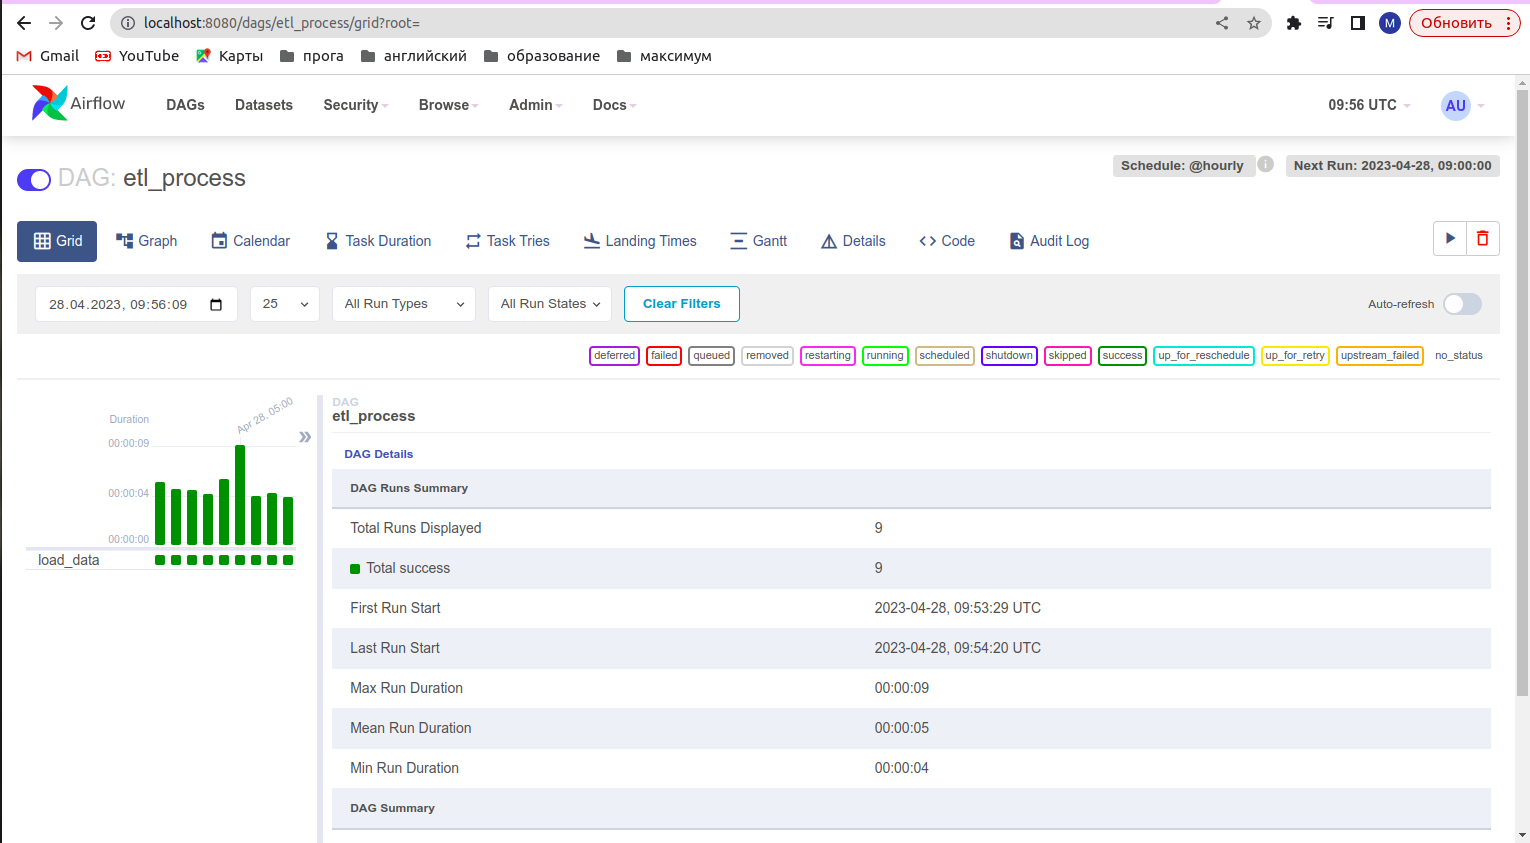 localhost:8080/dags/etl_process/grid?root=
M
Обновить
Gmail
YouTube
Карты
прога
английский
образование
максимум
Airflow
DAGs
Datasets
Security
Browse
Admin
Docs
09:56 UTC
AU
DAG: etl_process
Schedule: @hourly
i
Next Run: 2023-04-28, 09:00:00
Grid
Graph
Calendar
Task Duration
Task Tries
Landing Times
Gantt
Details
Code
Audit Log
28.04.2023, 09:56:09
25
All Run Types
All Run States
Clear Filters
Auto-refresh
deferred
failed
queued
removed
restarting
running
scheduled
shutdown
skipped
success
up_for_reschedule
up_for_retry
upstream_failed
no_status
Duration
Apr 28, 05:00
00:00:09
00:00:04
00:00:00
load_data
DAG
etl_process
DAG Details
DAG Runs Summary
Total Runs Displayed 9
Total success 9
First Run Start 2023-04-28, 09:53:29 UTC
Last Run Start 2023-04-28, 09:54:20 UTC
Max Run Duration 00:00:09
Mean Run Duration 00:00:05
Min Run Duration 00:00:04
DAG Summary